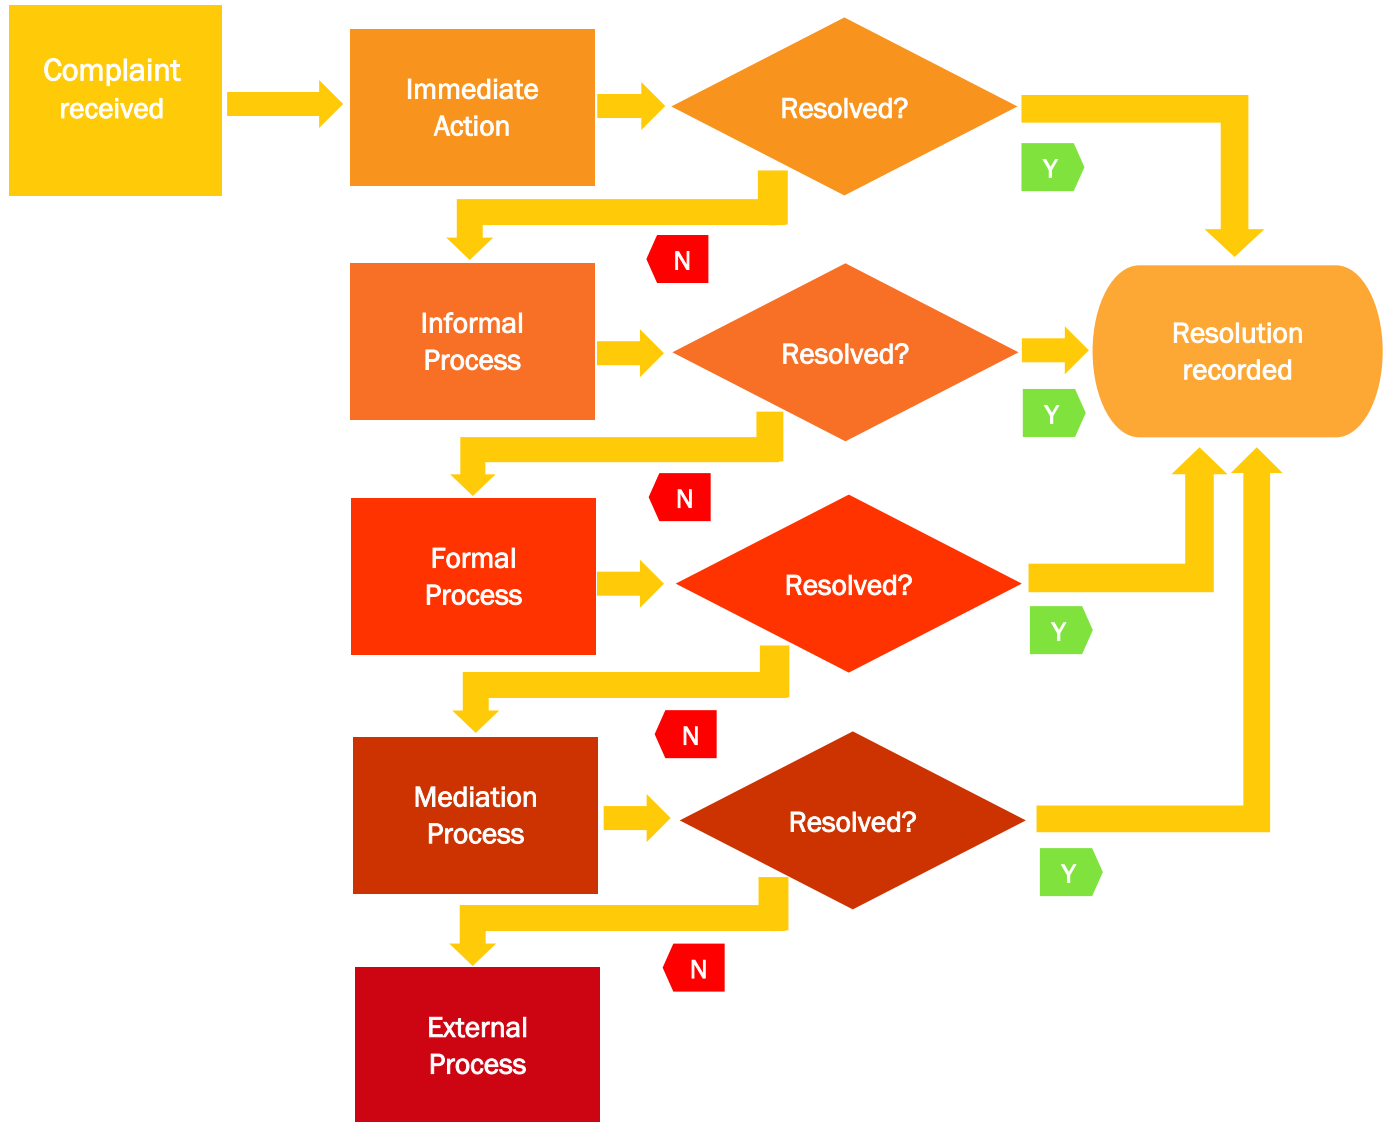 Complaint
received
Immediate
Action
Resolved?
Y
N
Informal
Process
Resolved?
Y
Resolution
recorded
N
Formal
Process
Resolved?
Y
N
Mediation
Process
Resolved?
Y
N
External
Process